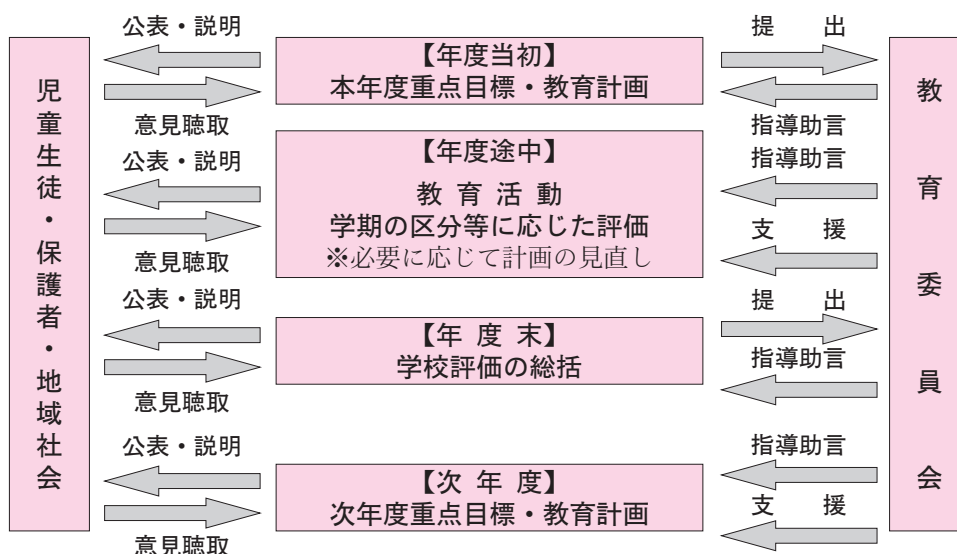 児童生徒・保護者・地域社会
公表・説明
意見聴取
【年度当初】
本年度重点目標・教育計画
提　出
指導助言
公表・説明
意見聴取
【年度途中】
教 育 活 動
学期の区分等に応じた評価
※必要に応じて計画の見直し
指導助言
支　援
公表・説明
意見聴取
【年 度 末】
学校評価の総括
提　出
指導助言
公表・説明
意見聴取
【次 年 度】
次年度重点目標・教育計画
指導助言
支　援
教育委員会